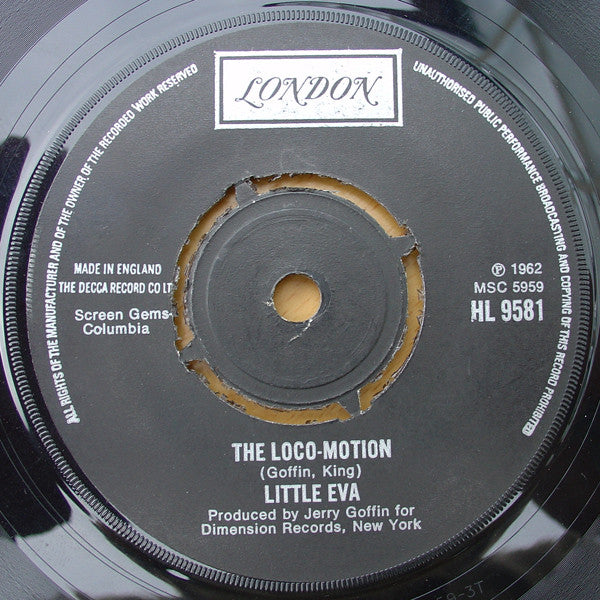 LONDON
ALL RIGHTS OF THE MANUFACTURER AND OF THE OWNER OF THE RECORDED WORK RESERVED
UNAUTHORISED PUBLIC PERFORMANCE BROADCASTING AND COPYING OF THIS RECORD PROHIBITED
MADE IN ENGLAND
THE DECCA RECORD CO LT
Screen Gems-
Columbia
℗ 1962
MSC 5959
HL 9581
THE LOCO-MOTION
(Goffin, King)
LITTLE EVA
Produced by Jerry Goffin for
Dimension Records, New York